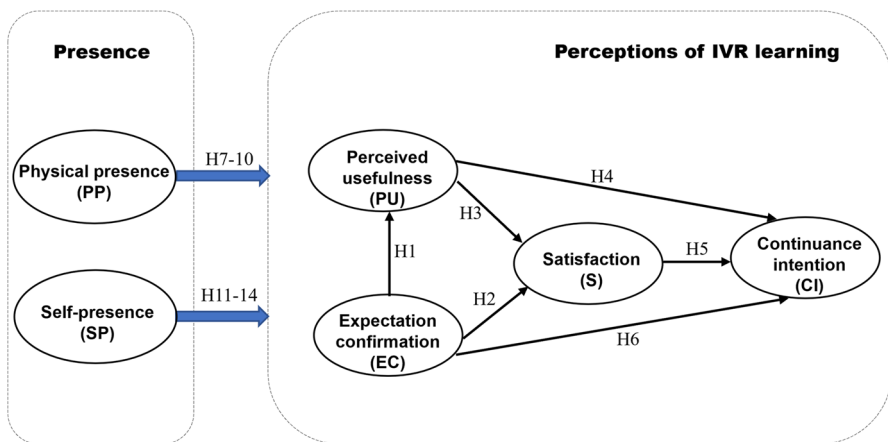 Presence
Perceptions of IVR learning
Physical presence
(PP)
H7-10
Self-presence
(SP)
H11-14
Perceived
usefulness
(PU)
H4
H3
H1
Satisfaction
(S)
H5
Continuance
intention
(CI)
H2
Expectation
confirmation
(EC)
H6